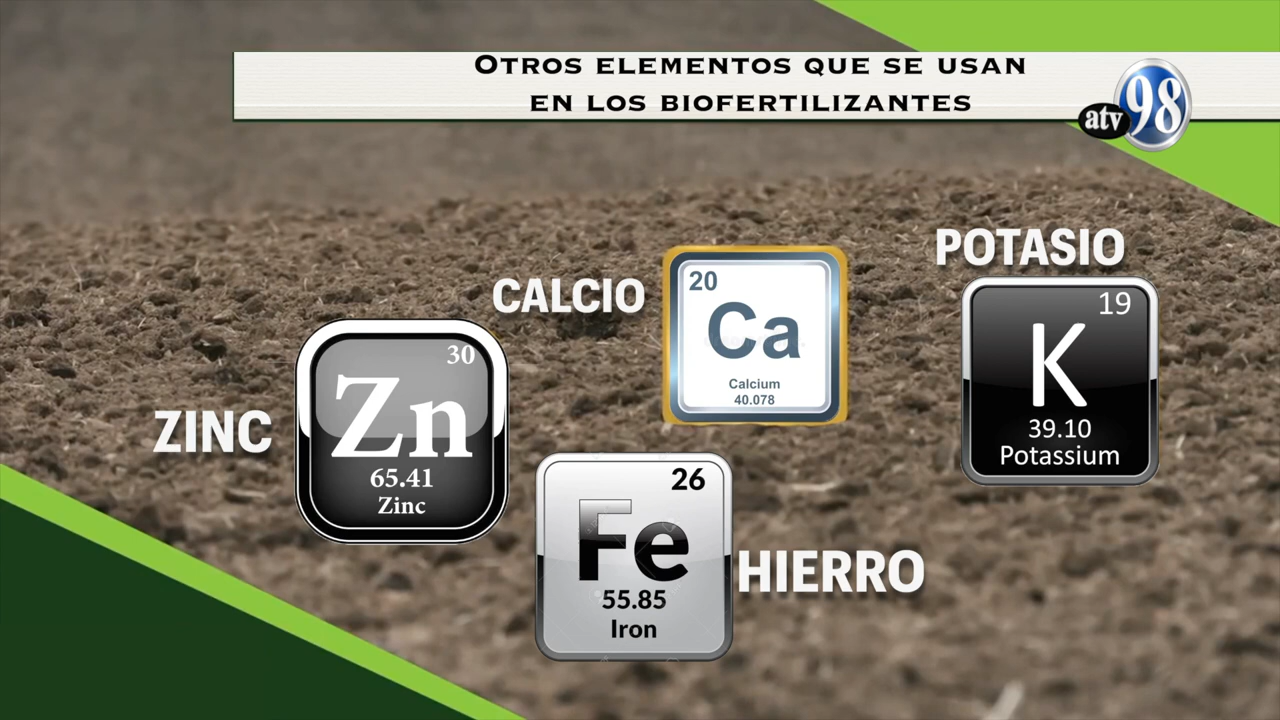 OTROS ELEMENTOS QUE SE USAN
EN LOS BIOFERTILIZANTES
atv 98
POTASIO
19
K
39.10
Potassium
CALCIO
20
Ca
Calcium
40.078
ZINC
30
Zn
65.41
Zinc
26
Fe
55.85
Iron
HIERRO